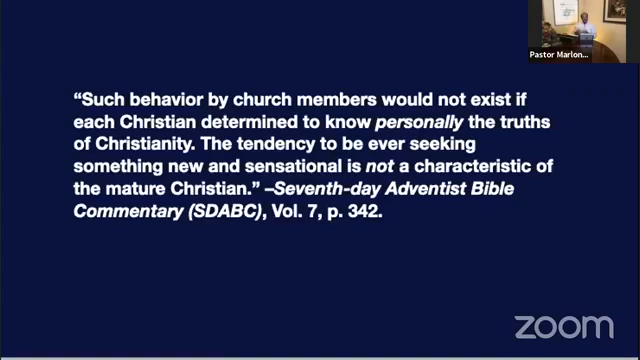 Pastor Marlon...
“Such behavior by church members would not exist if
each Christian determined to know personally the truths
of Christianity. The tendency to be ever seeking
something new and sensational is not a characteristic of
the mature Christian.” –Seventh-day Adventist Bible
Commentary (SDABC), Vol. 7, p. 342.
zoom